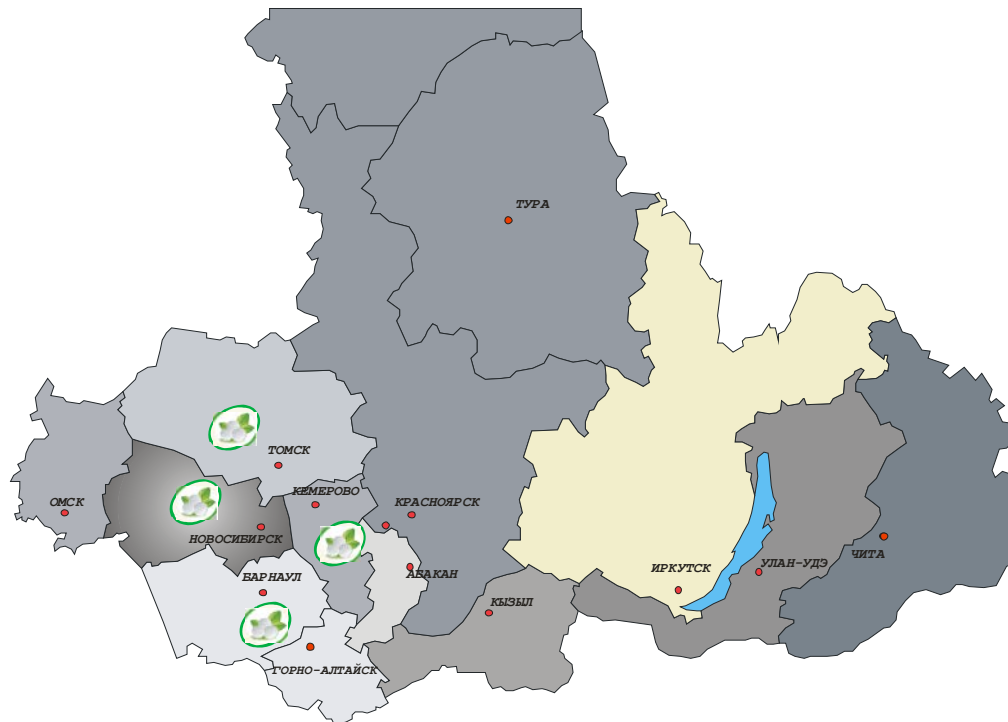 ТУРА
ТОМСК
КЕМЕРОВО
ОМСК
КРАСНОЯРСК
НОВОСИБИРСК
ЧИТА
УЛАН-УДЭ
ИРКУТСК
АБАКАН
БАРНАУЛ
КЫЗЫЛ
ГОРНО-АЛТАЙСК